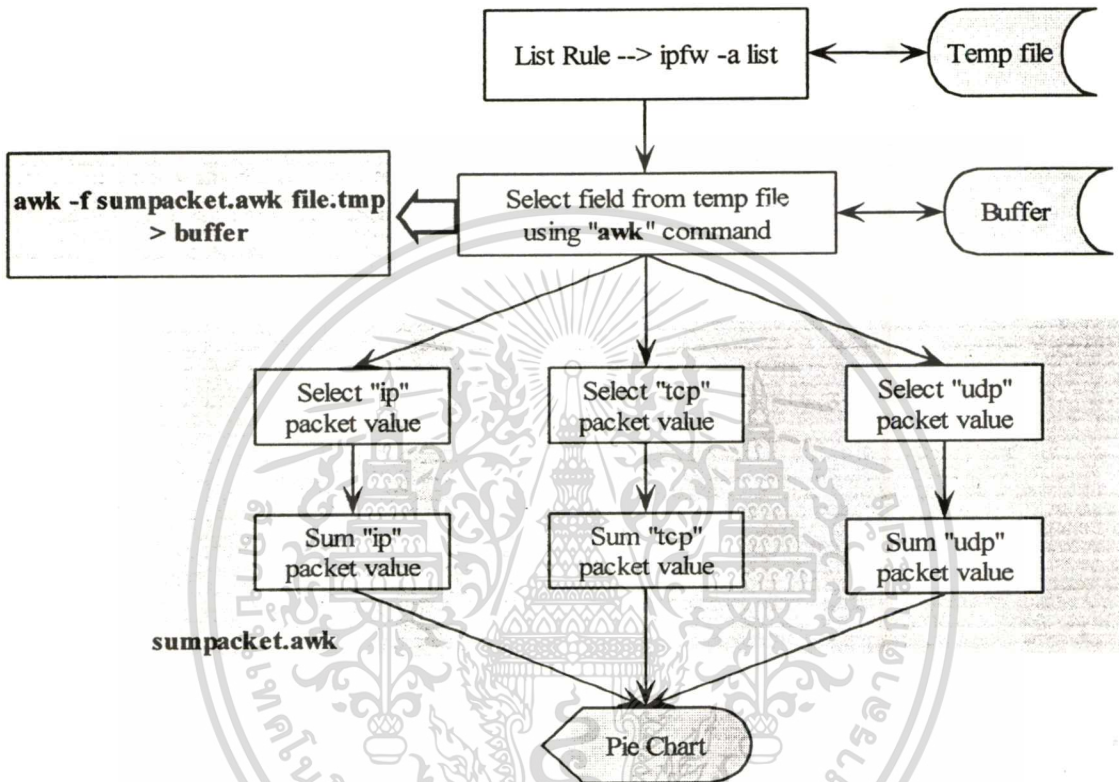 List Rule --> ipfw -a list
Temp file
awk -f sumpacket.awk file.tmp
> buffer
Select field from temp file
using "awk" command
Buffer
Select "ip"
packet value
Select "tcp"
packet value
Select "udp"
packet value
Sum "ip"
packet value
Sum "tcp"
packet value
Sum "udp"
packet value
sumpacket.awk
Pie Chart